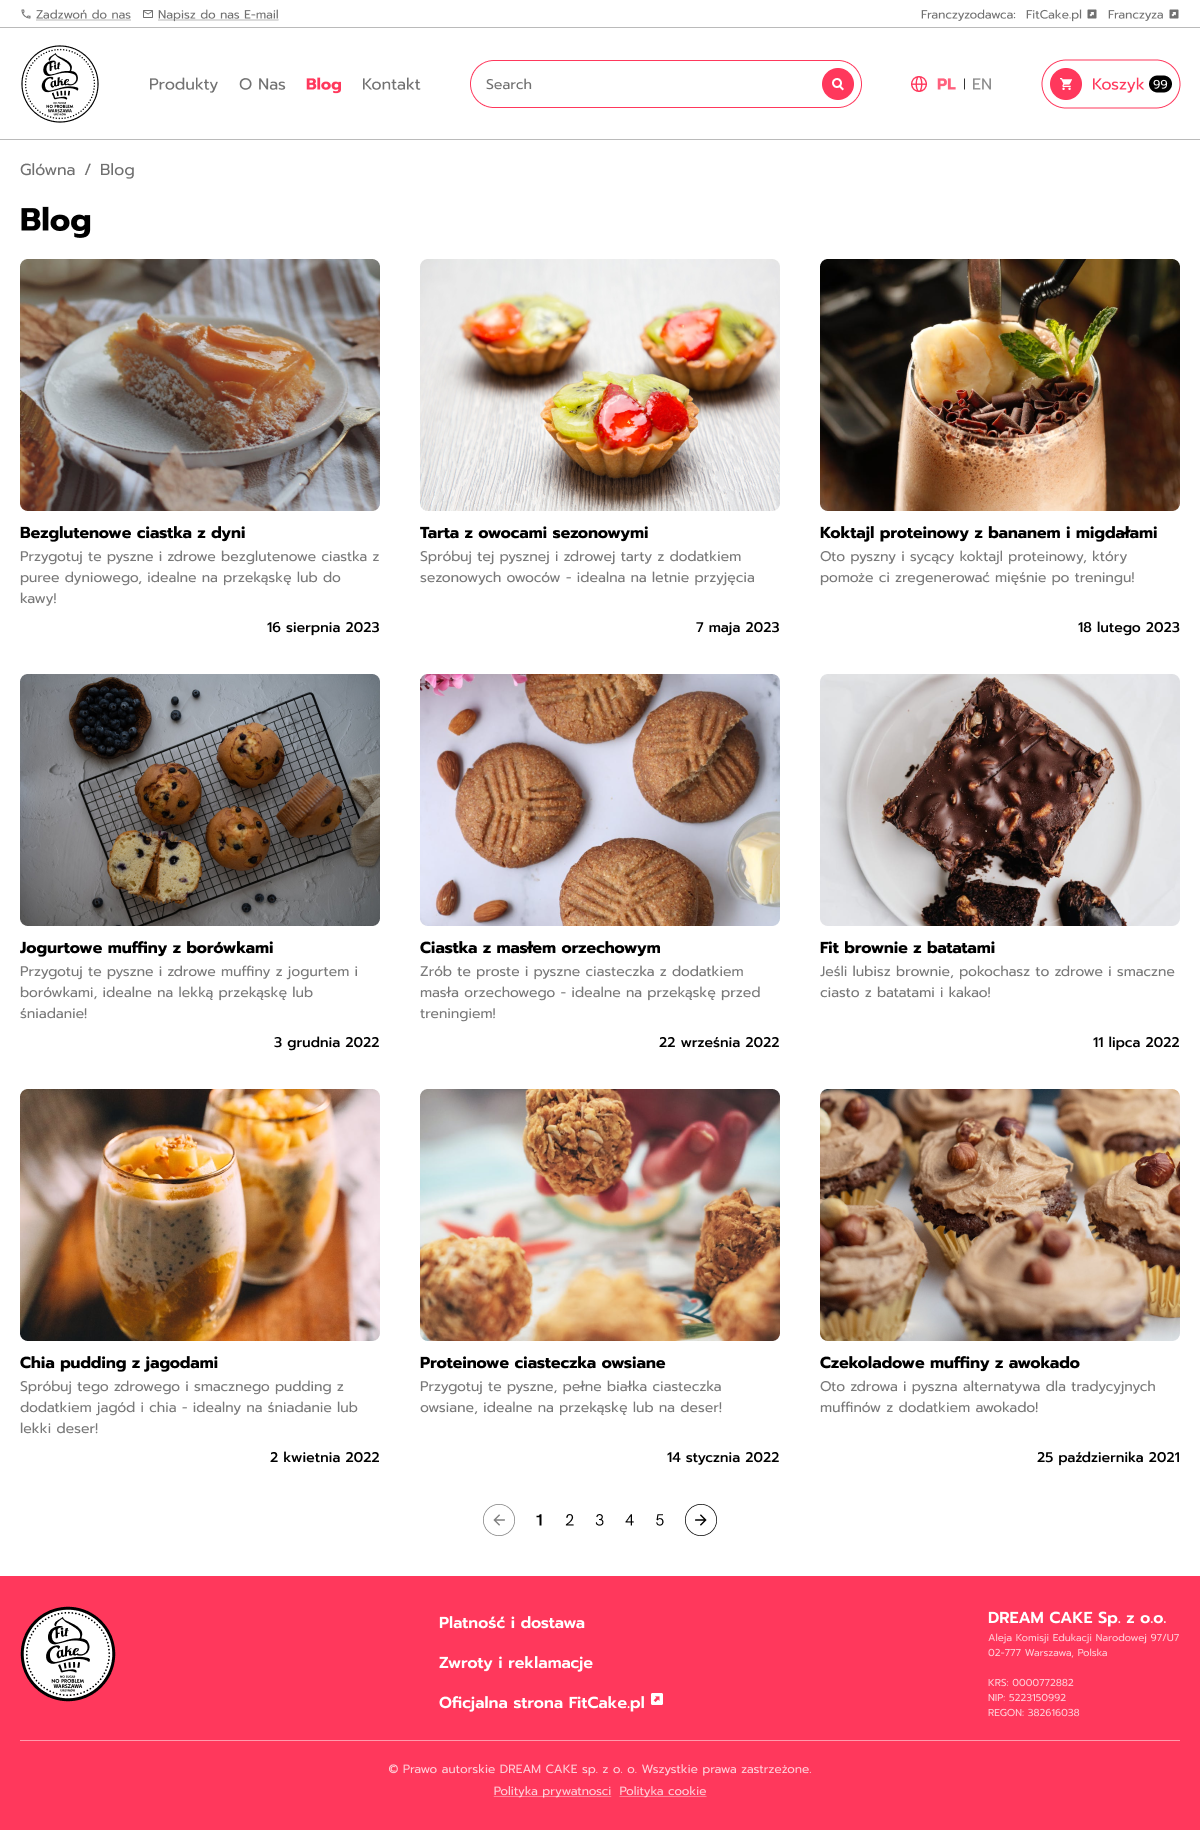 Zadzwoń do nas Napisz do nas E-mail Franczyzodawca: FitCake.pl Franczyza
Fit
Cake
NO SUGAR
NO PROBLEM
WARSZAWA
URSYNÓW
Produkty O Nas Blog Kontakt Search PL | EN Koszyk 99
Glówna / Blog
Blog
Bezglutenowe ciastka z dyni
Przygotuj te pyszne i zdrowe bezglutenowe ciastka z
puree dyniowego, idealne na przekąskę lub do
kawy!
16 sierpnia 2023
Tarta z owocami sezonowymi
Spróbuj tej pysznej i zdrowej tarty z dodatkiem
sezonowych owoców - idealna na letnie przyjęcia
7 maja 2023
Koktajl proteinowy z bananem i migdałami
Oto pyszny i sycący koktajl proteinowy, który
pomoże ci zregenerować mięśnie po treningu!
18 lutego 2023
Jogurtowe muffiny z borówkami
Przygotuj te pyszne i zdrowe muffiny z jogurtem i
borówkami, idealne na lekką przekąskę lub
śniadanie!
3 grudnia 2022
Ciastka z masłem orzechowym
Zrób te proste i pyszne ciasteczka z dodatkiem
masła orzechowego - idealne na przekąskę przed
treningiem!
22 września 2022
Fit brownie z batatami
Jeśli lubisz brownie, pokochasz to zdrowe i smaczne
ciasto z batatami i kakao!
11 lipca 2022
Chia pudding z jagodami
Spróbuj tego zdrowego i smacznego pudding z
dodatkiem jagód i chia - idealny na śniadanie lub
lekki deser!
2 kwietnia 2022
Proteinowe ciasteczka owsiane
Przygotuj te pyszne, pełne białka ciasteczka
owsiane, idealne na przekąskę lub na deser!
14 stycznia 2022
Czekoladowe muffiny z awokado
Oto zdrowa i pyszna alternatywa dla tradycyjnych
muffinów z dodatkiem awokado!
25 października 2021
1 2 3 4 5
Fit
Cake
NO SUGAR
NO PROBLEM
WARSZAWA
URSYNÓW
Platność i dostawa
Zwroty i reklamacje
Oficjalna strona FitCake.pl
DREAM CAKE Sp. z o.o.
Aleja Komisji Edukacji Narodowej 97/U7
02-777 Warszawa, Polska
KRS: 0000772882
NIP: 5223150992
REGON: 382616038
© Prawo autorskie DREAM CAKE sp. z o. o. Wszystkie prawa zastrzeżone.
Polityka prywatnosci Polityka cookie